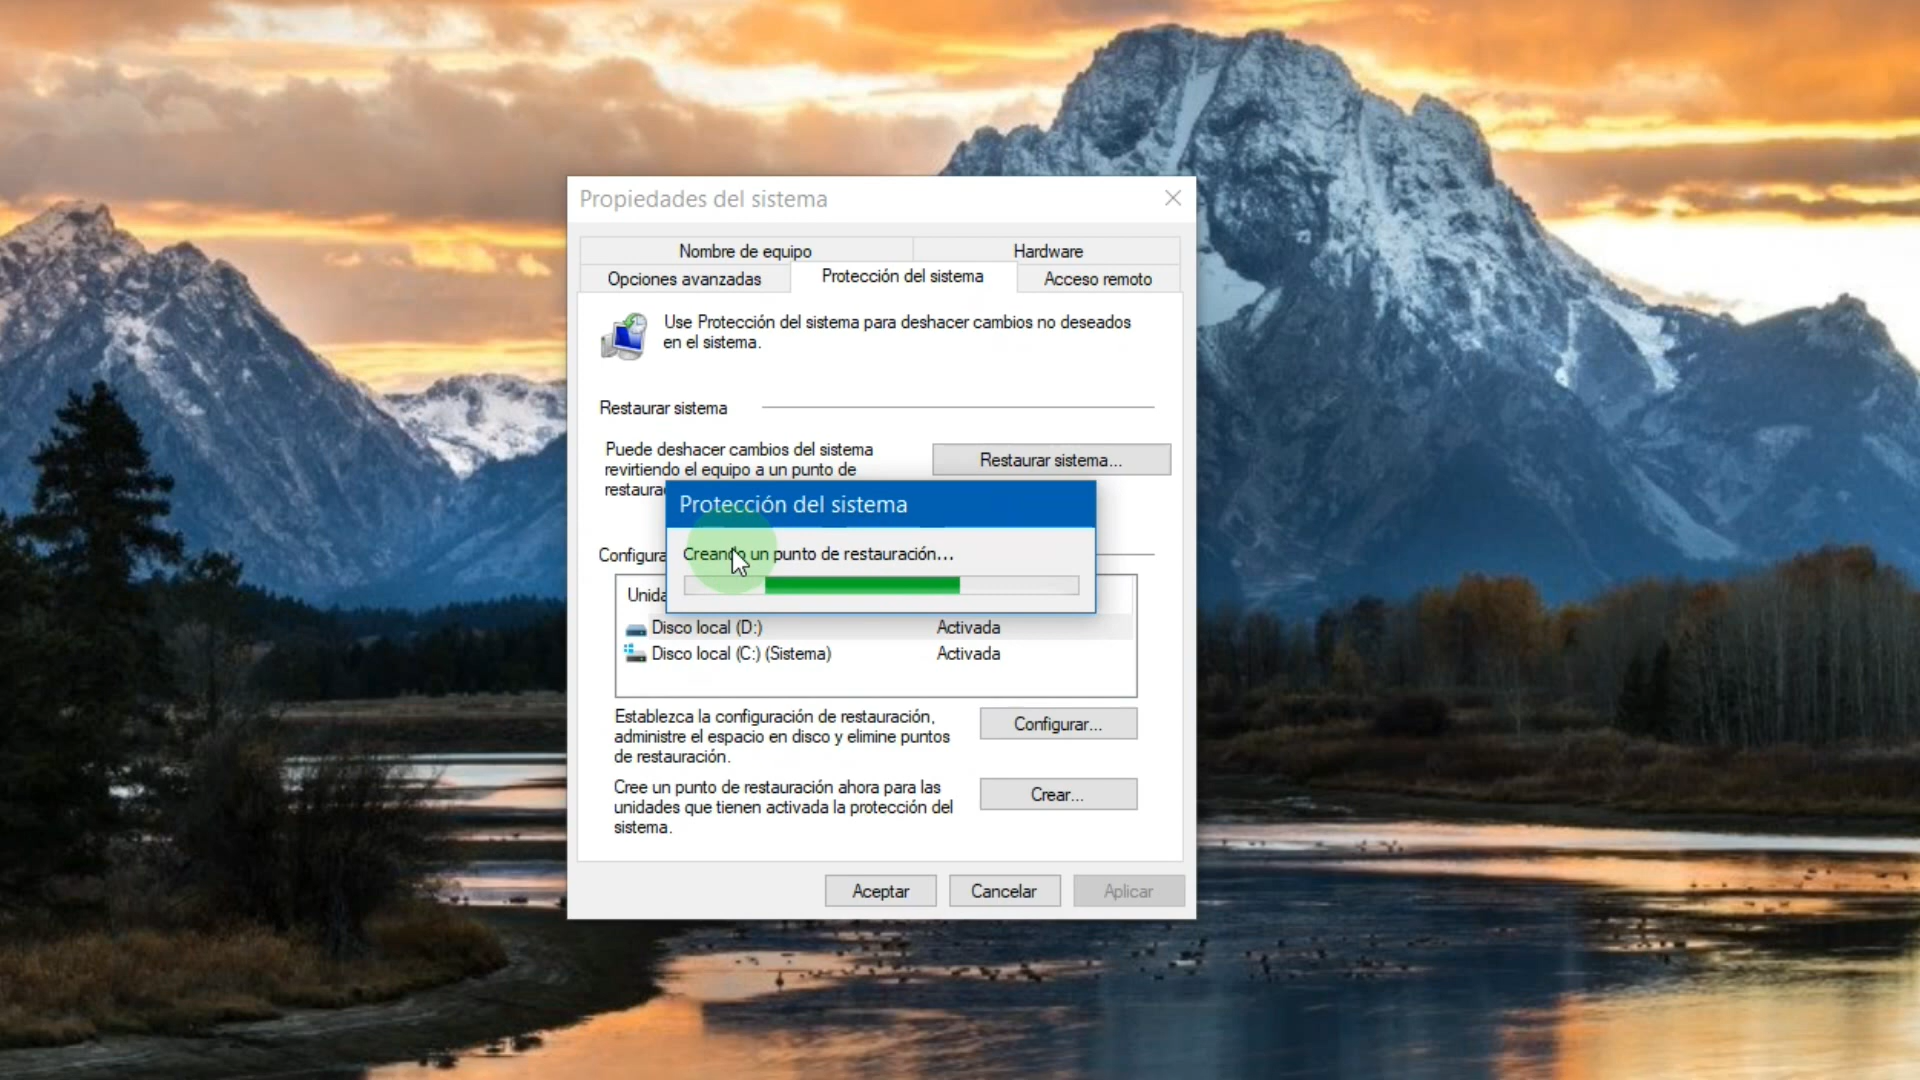 Propiedades del sistema
Nombre de equipo
Hardware
Opciones avanzadas
Protección del sistema
Acceso remoto
Use Protección del sistema para deshacer cambios no deseados
en el sistema.
Restaurar sistema
Puede deshacer cambios del sistema
revirtiendo el equipo a un punto de
Restaurar sistema...
Protección del sistema
Creando un punto de restauración...
Disco local (D:)
Activada
Disco local (C:) (Sistema)
Activada
Establezca la configuración de restauración,
administre el espacio en disco y elimine puntos
de restauración.
Configurar...
Cree un punto de restauración ahora para las
unidades que tienen activada la protección del
sistema.
Crear...
Aceptar
Cancelar
Aplicar